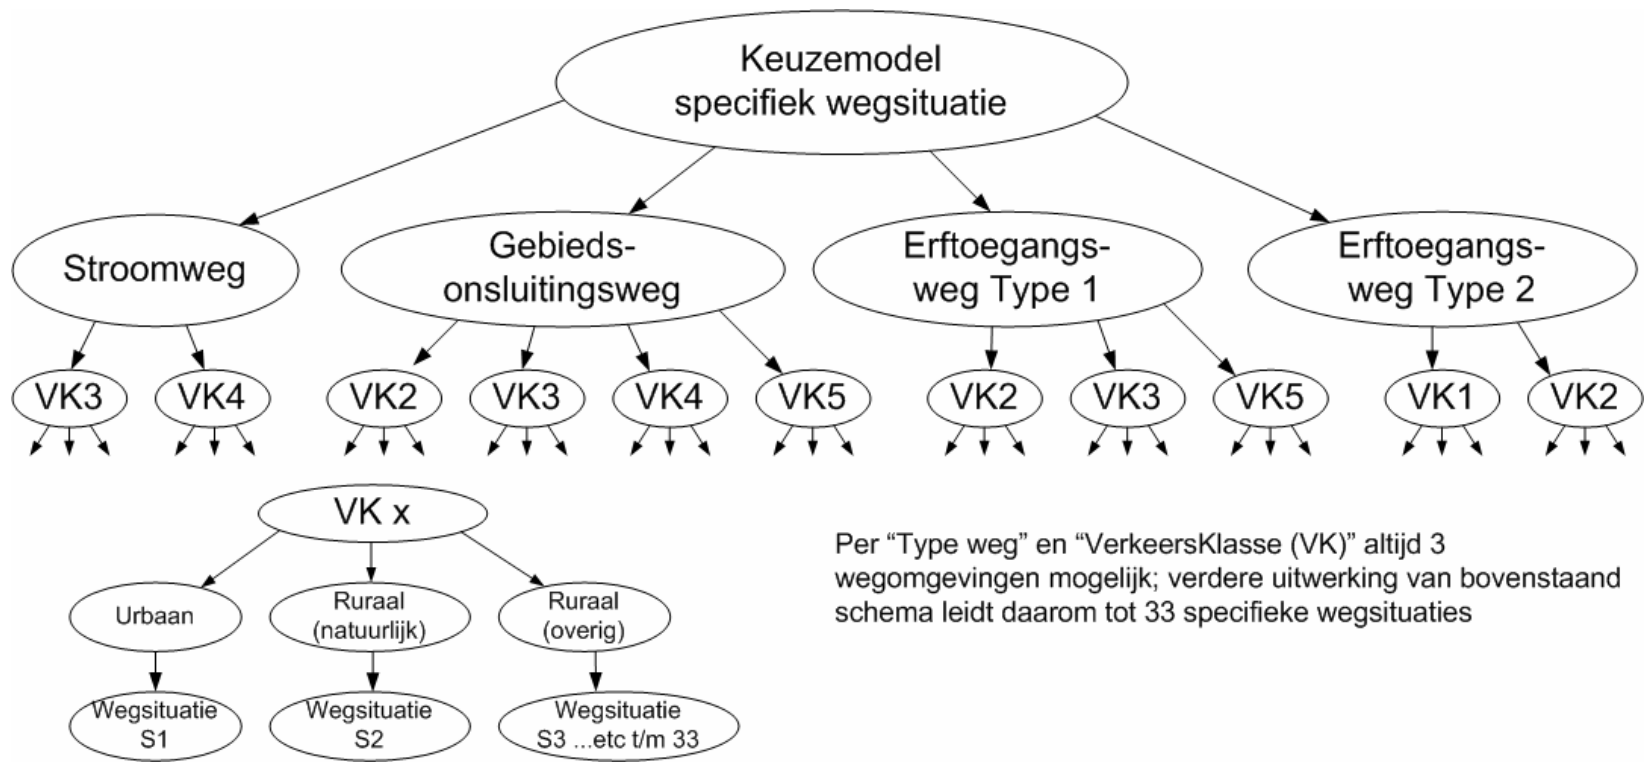 Keuzemodel
specifiek wegsituatie
Stroomweg
Gebieds-
onsluitingsweg
Erftoegangs-
weg Type 1
Erftoegangs-
weg Type 2
VK3
VK4
VK2
VK3
VK4
VK5
VK2
VK3
VK5
VK1
VK2
VK x
Urbaan
Ruraal
(natuurlijk)
Ruraal
(overig)
Wegsituatie
S1
Wegsituatie
S2
Wegsituatie
S3 ...etc t/m 33
Per “Type weg” en “VerkeersKlasse (VK)” altijd 3
wegomgevingen mogelijk; verdere uitwerking van bovenstaand
schema leidt daarom tot 33 specifieke wegsituaties